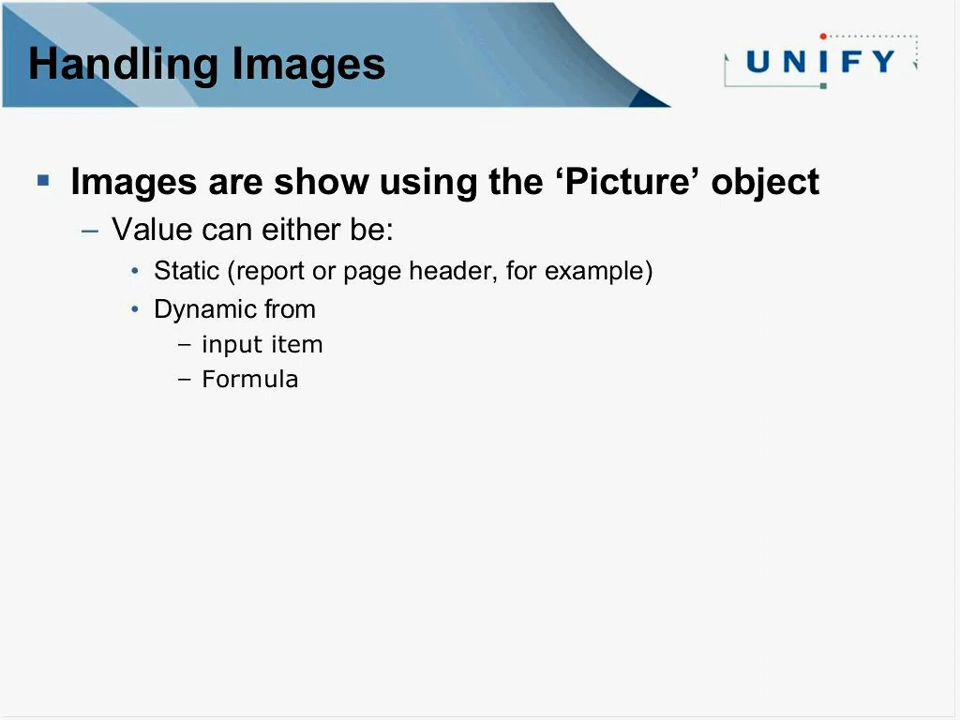 Handling Images
UNIFY
Images are show using the ‘Picture’ object
– Value can either be:
• Static (report or page header, for example)
• Dynamic from
– input item
– Formula